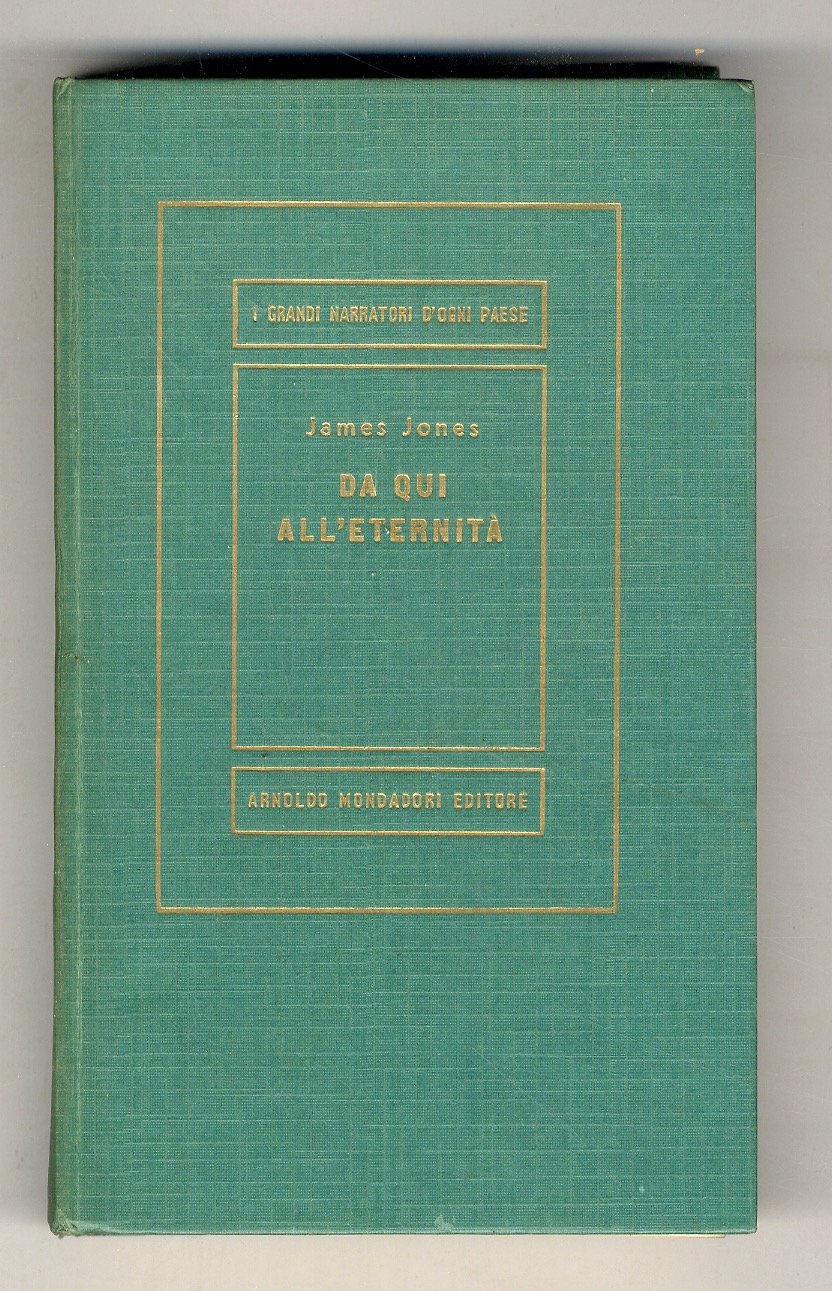 I GRANDI NARRATORI D'OGNI PAESE
James Jones
DA QUI
ALL'ETERNITÀ
ARNOLDO MONDADORI EDITORE